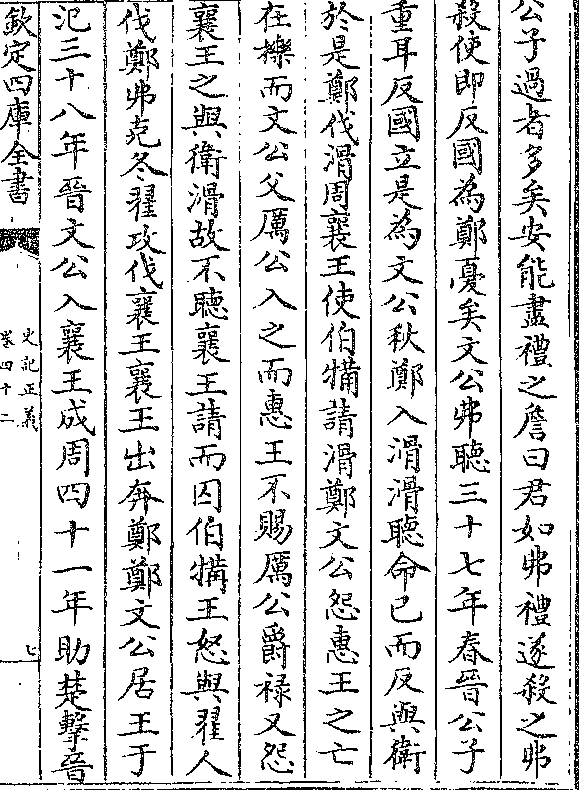 公子過者多矣安能盡禮之詹曰君如弗禮遂殺之弗
殺使即反國為鄭憂矣文公弗聽三十七年春晉公子
重耳反國立是為文公秋鄭入滑滑聽命已而反與衛
於是鄭伐滑周襄王使伯犕請滑鄭文公怨惠王之亡
在櫟而文公父厲公入之而惠王不賜厲公爵禄又怨
襄王之與衛滑故不聽襄王請而囚伯犕王怒與翟人
伐鄭弗克冬翟攻伐襄王襄王出奔鄭鄭文公居王于
氾三十八年晉文公入襄王成周四十一年助楚擊晉
欽定四庫全書
史記正義
卷四十二
七